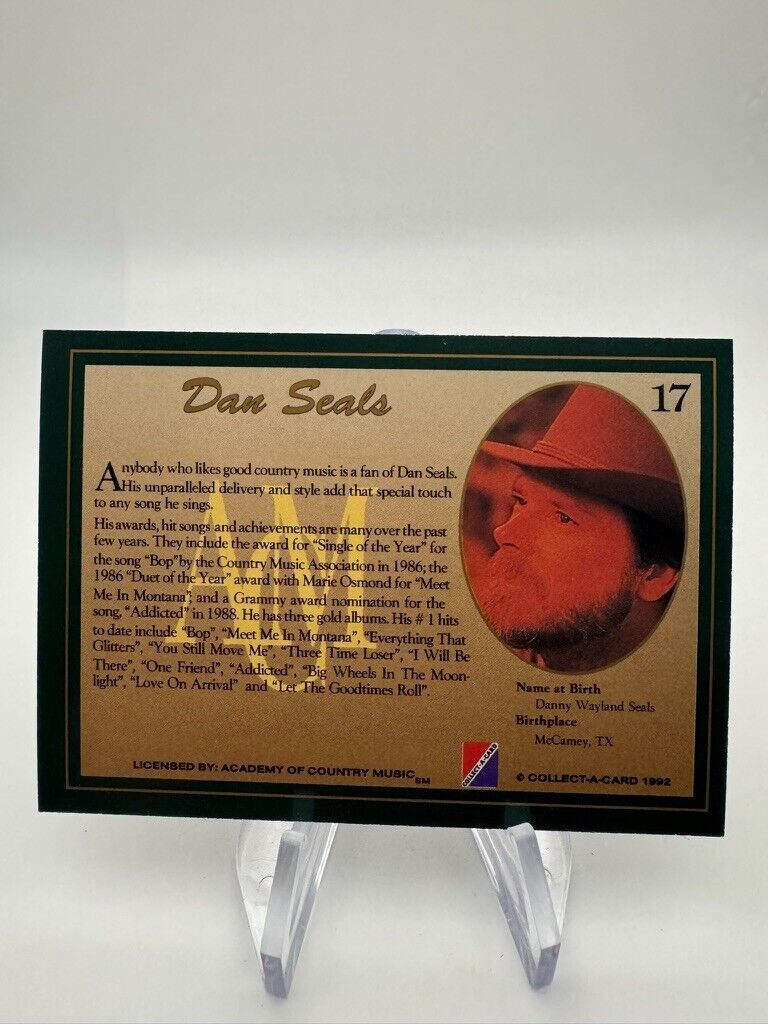 Dan Seals
17
Anybody who likes good country music is a fan of Dan Seals.
His unparalleled delivery and style add that special touch
to any song he sings.
His awards, hit songs and achievements are many over the past
few years. They include the award for "Single of the Year" for
the song "Bop"by the Country Music Association in 1986; the
1986 "Duet of the Year" award with Marie Osmond for "Meet
Me In Montana"; and a Grammy award nomination for the
song, "Addicted" in 1988. He has three gold albums. His # 1 hits
to date include "Bop", "Meet Me In Montana", "Everything That
Glitters", "You Still Move Me", "Three Time Loser", "I Will Be
There", "One Friend", "Addicted", "Big Wheels In The Moon-
light", "Love On Arrival" and "Let The Goodtimes Roll".
Name at Birth
Danny Wayland Seals
Birthplace
McCamey, TX
LICENSED BY: ACADEMY OF COUNTRY MUSIC SM
COLLECT-A-CARD
© COLLECT-A-CARD 1992